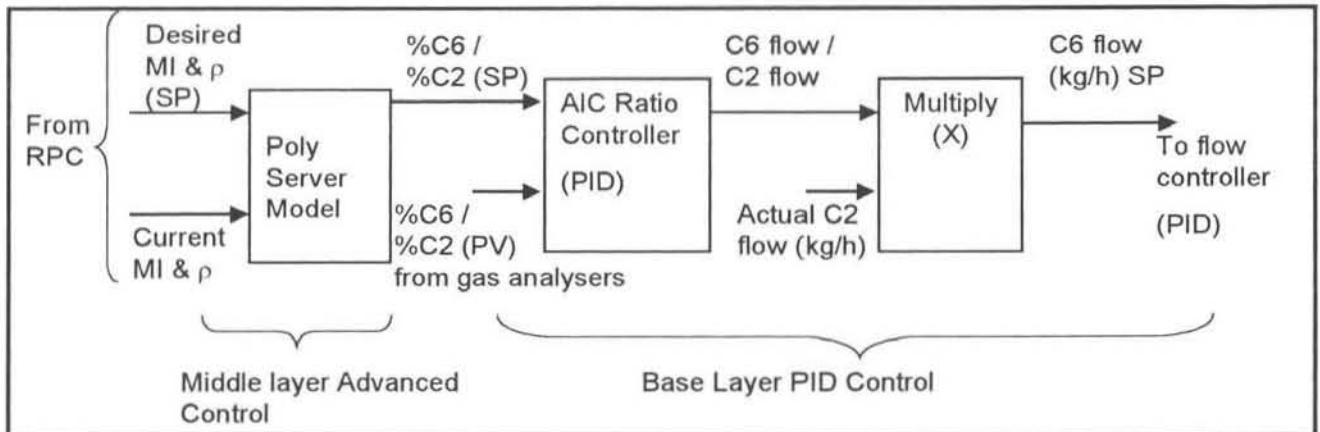 From
RPC
Desired
MI & ρ
(SP)
Current
MI & ρ
Poly
Server
Model
%C6 /
%C2 (SP)
%C6 /
%C2 (PV)
from gas analysers
AIC Ratio
Controller
(PID)
C6 flow /
C2 flow
Actual C2
flow (kg/h)
Multiply
(X)
C6 flow
(kg/h) SP
To flow
controller
(PID)
Middle layer Advanced
Control
Base Layer PID Control